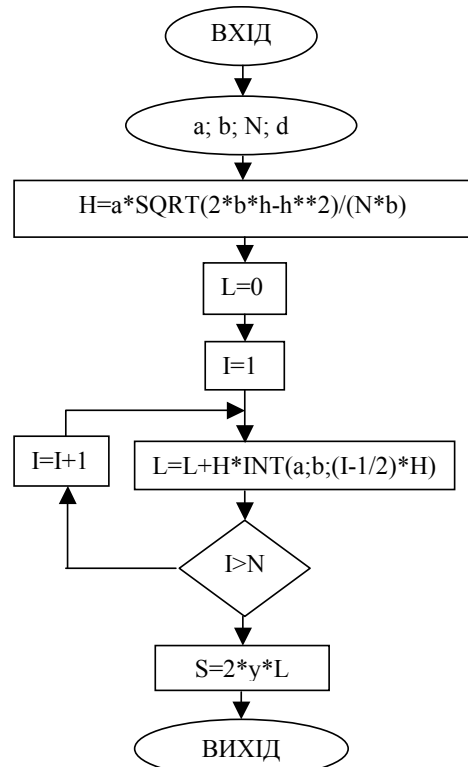 ВХІД
a; b; N; d
H=a*SQRT(2*b*h-h**2)/(N*b)
L=0
I=1
I=I+1
L=L+H*INT(a;b;(I-1/2)*H)
I>N
S=2*y*L
ВИХІД